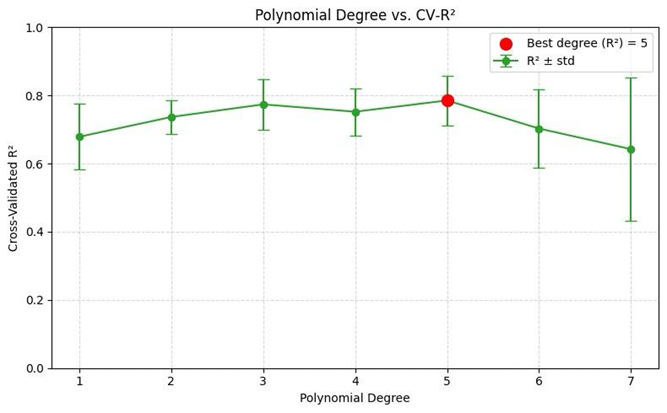 Polynomial Degree vs. CV-R²
Best degree (R²) = 5
R² ± std
Cross-Validated R²
1.0
0.8
0.6
0.4
0.2
0.0
1 2 3 4 5 6 7
Polynomial Degree